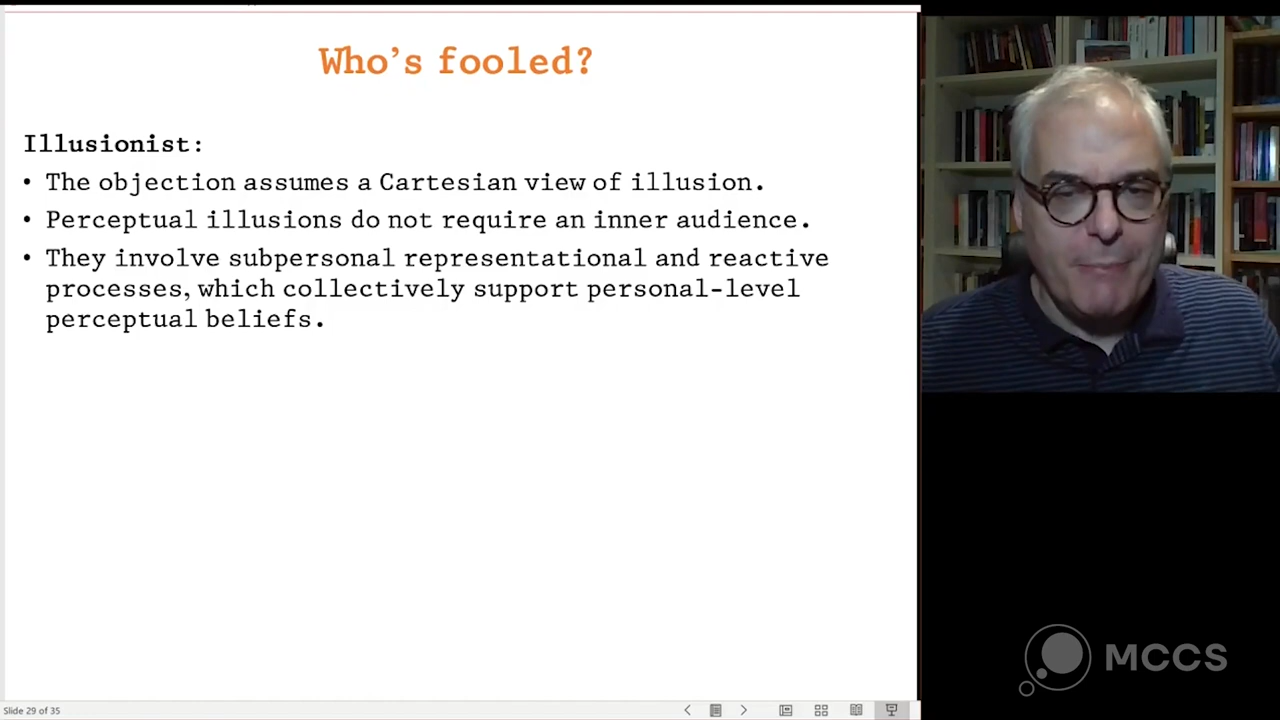 Who's fooled?
Illusionist:
• The objection assumes a Cartesian view of illusion.
• Perceptual illusions do not require an inner audience.
• They involve subpersonal representational and reactive
processes, which collectively support personal-level
perceptual beliefs.
MCCS
Slide 29 of 35